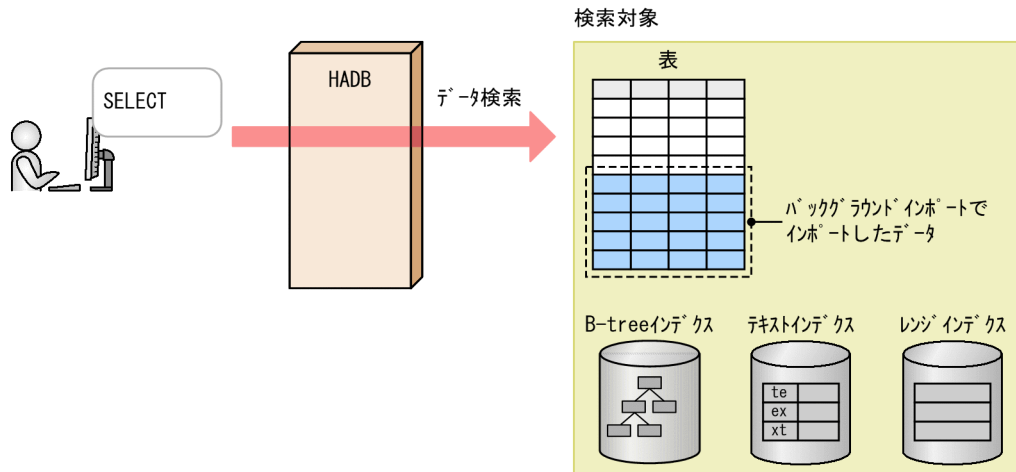 検索対象
表
HADB
SELECT
ﾃﾞｰﾀ検索
ﾊﾞｯｸｸﾞﾗｳﾝﾄﾞｲﾝﾎﾟｰﾄで
ｲﾝﾎﾟｰﾄしたﾃﾞｰﾀ
B-treeｲﾝﾃﾞｸｽ
ﾃｷｽﾄｲﾝﾃﾞｸｽ
ﾚﾝｼﾞｲﾝﾃﾞｸｽ
te
ex
xt